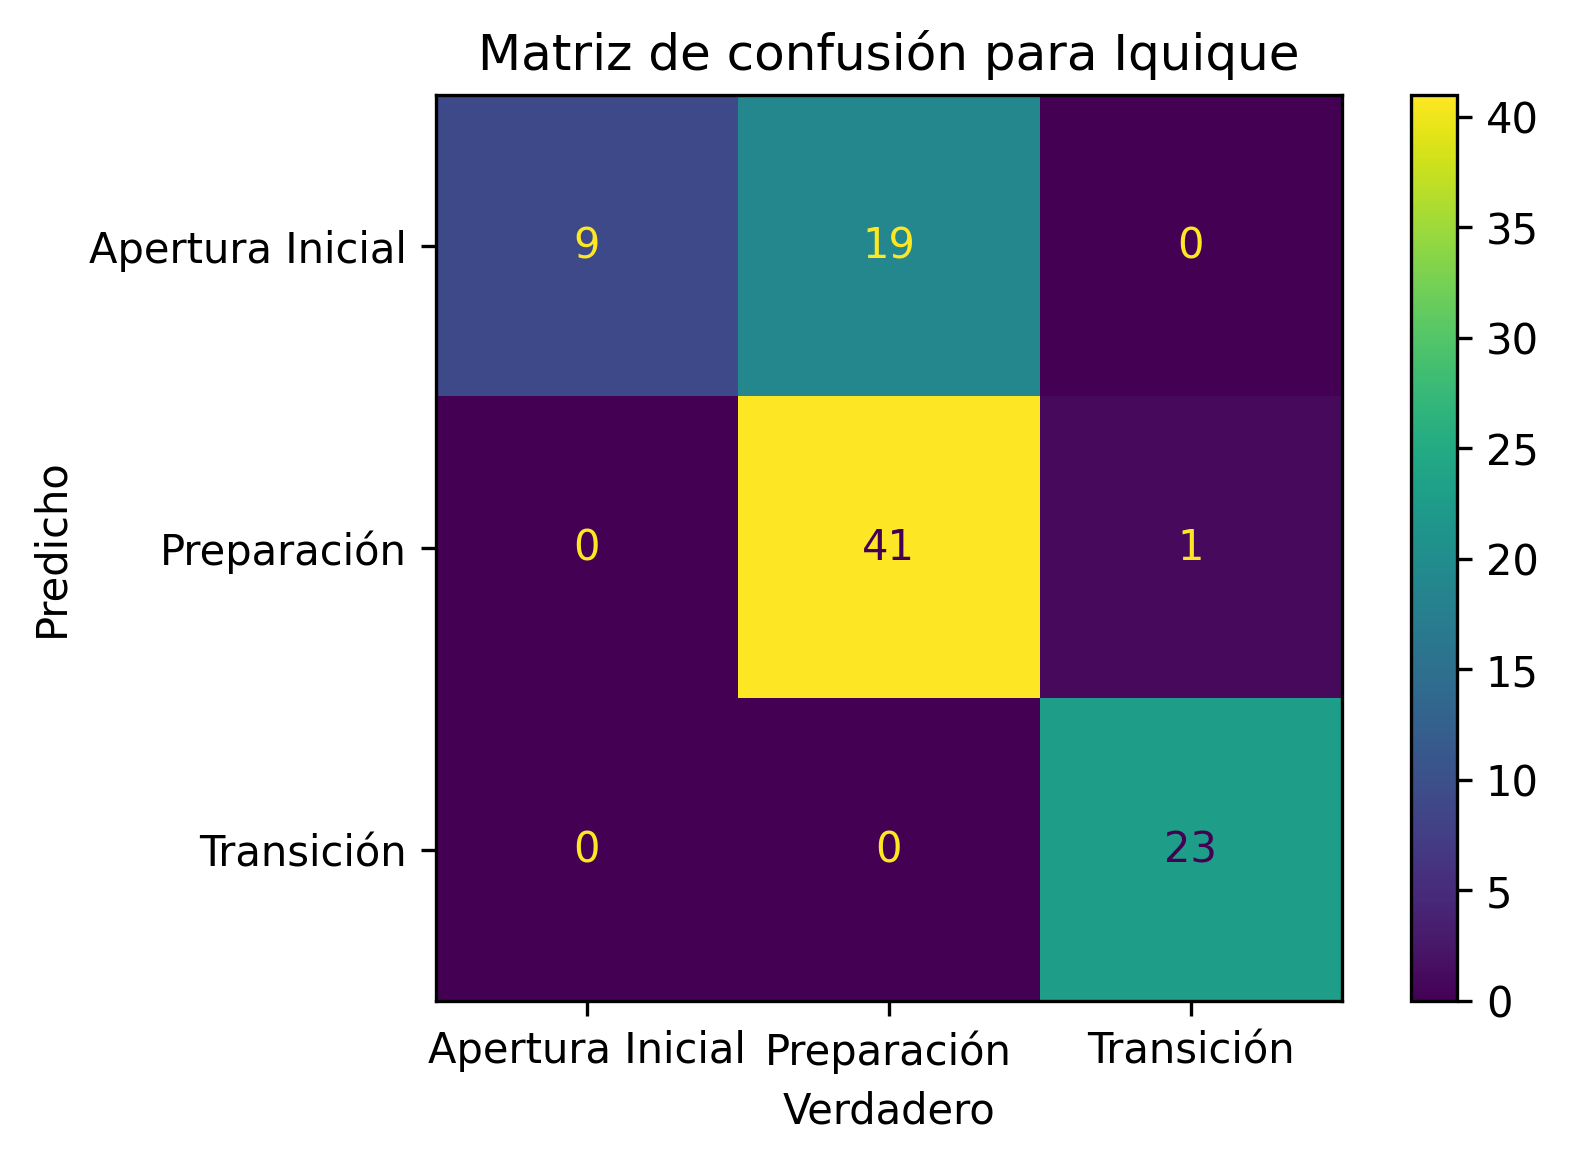 Matriz de confusión para Iquique
Predicho
Apertura Inicial
9
19
0
Preparación
0
41
1
Transición
0
0
23
Apertura Inicial
Preparación
Transición
Verdadero
40
35
30
25
20
15
10
5
0